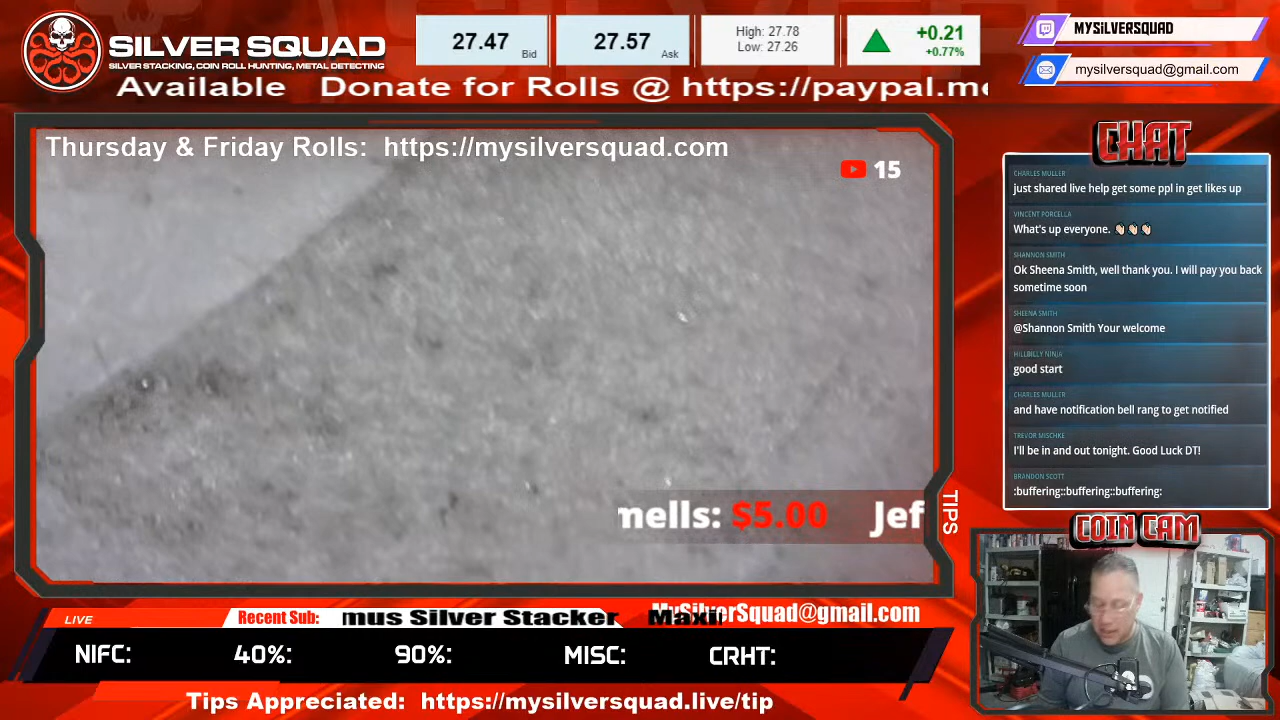 SILVER SQUAD
SILVER STACKING, COIN ROLL HUNTING, METAL DETECTING
27.47 Bid
27.57 Ask
High: 27.78
Low: 27.26
+0.21
+0.77%
MYSiLVERSQUAD
mysilversquad@gmail.com
Available Donate for Rolls @ https://paypal.me
Thursday & Friday Rolls: https://mysilversquad.com
15
CHAT
CHARLES MULLER
just shared live help get some ppl in get likes up
VINCENT PORCELLA
What's up everyone. 👏🏻👏🏻👏🏻
SHANNON SMITH
Ok Sheena Smith, well thank you. I will pay you back
sometime soon
SHEENA SMITH
@Shannon Smith Your welcome
HILLBILLY NINJA
good start
CHARLES MULLER
and have notification bell rang to get notified
TREVOR MISCHKE
I'll be in and out tonight. Good Luck DT!
BRANDON SCOTT
:buffering::buffering::buffering:
mells: $5.00 Jef
TIPS
COIN CAM
LIVE
Recent Sub: mus Silver Stacker Maxi
MySilverSquad@gmail.com
NIFC: 40%: 90%: MISC: CRHT:
Tips Appreciated: https://mysilversquad.live/tip